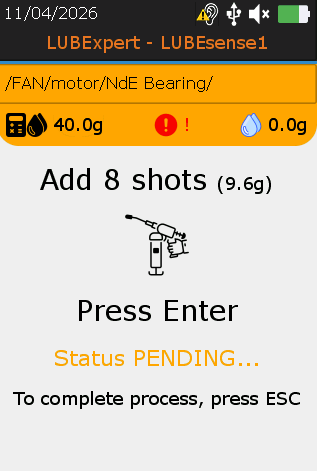 11/04/2026
LUBExpert - LUBEsense1
/FAN/motor/NdE Bearing/
40.0g ! ! 0.0g
Add 8 shots (9.6g)
Press Enter
Status PENDING...
To complete process, press ESC